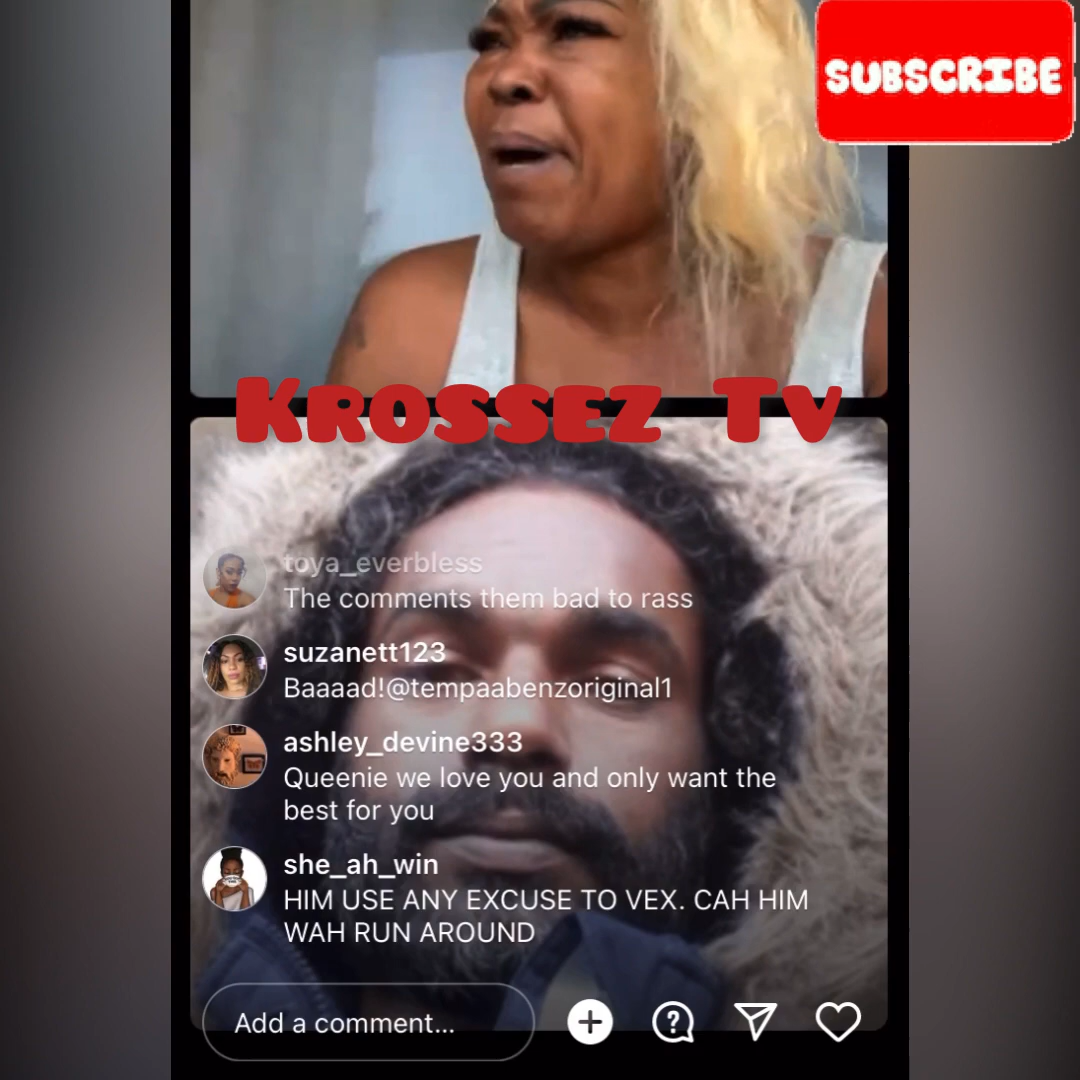 SUBSCRIBE
KROSSEZ TV
toya_everbless
The comments them bad to rass
suzanett123
Baaaad!@tempaabenzoriginal1
ashley_devine333
Queenie we love you and only want the
best for you
she_ah_win
HIM USE ANY EXCUSE TO VEX. CAH HIM
WAH RUN AROUND
Add a comment...